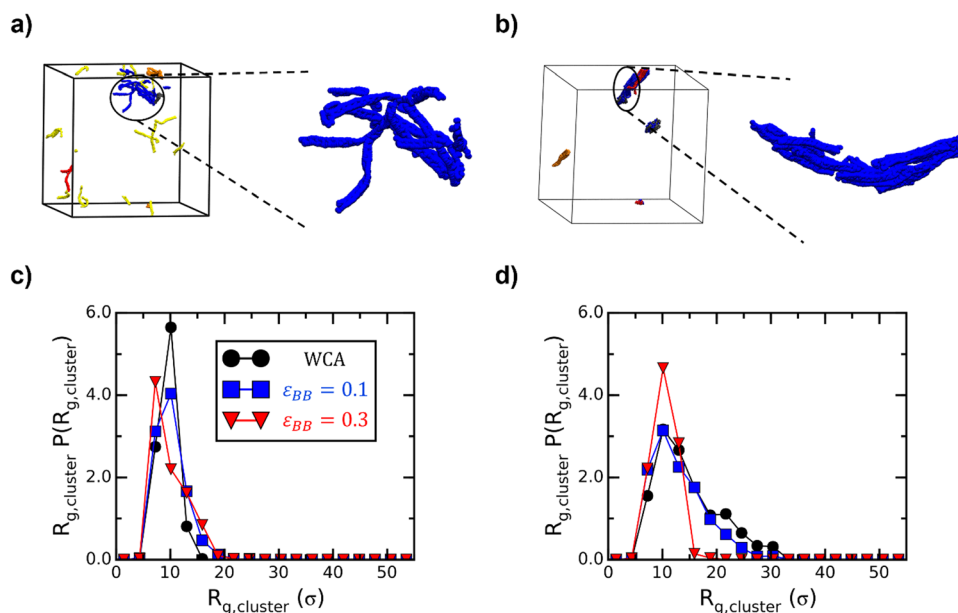 a)
b)
c)
d)
6.0
4.0
2.0
0.0
R_g,cluster P(R_g,cluster)
0 10 20 30 40 50
R_g,cluster (σ)
WCA
ε_BB = 0.1
ε_BB = 0.3
6.0
4.0
2.0
0.0
R_g,cluster P(R_g,cluster)
0 10 20 30 40 50
R_g,cluster (σ)